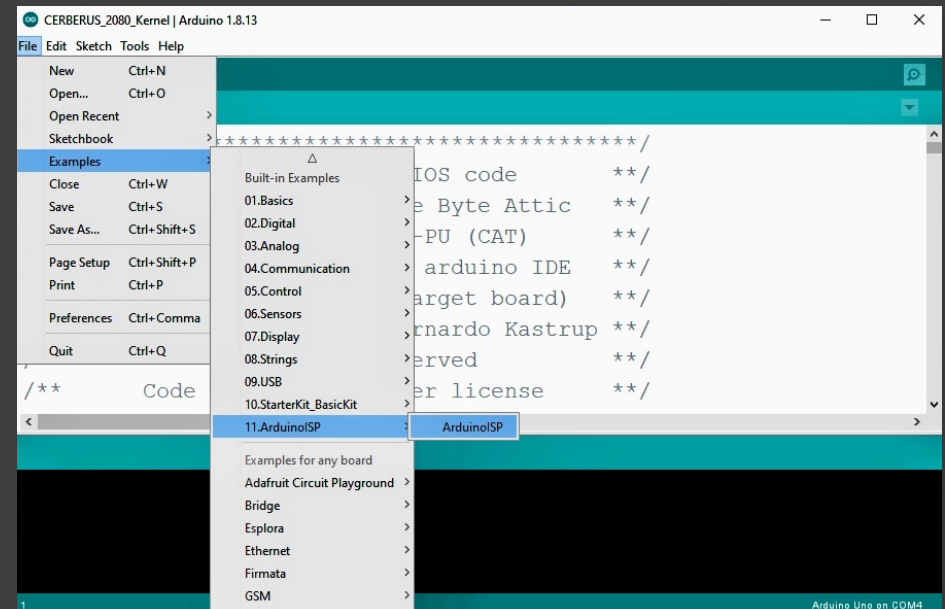 CERBERUS_2080_Kernel | Arduino 1.8.13
File Edit Sketch Tools Help
New Ctrl+N
Open... Ctrl+O
Open Recent
Sketchbook
Examples
Close Ctrl+W
Save Ctrl+S
Save As... Ctrl+Shift+S
Page Setup Ctrl+Shift+P
Print Ctrl+P
Preferences Ctrl+Comma
Quit Ctrl+Q
Built-in Examples
01.Basics
02.Digital
03.Analog
04.Communication
05.Control
06.Sensors
07.Display
08.Strings
09.USB
10.StarterKit_BasicKit
11.ArduinoISP
ArduinoISP
Examples for any board
Adafruit Circuit Playground
Bridge
Esplora
Ethernet
Firmata
GSM
********************************/
IOS code **/
e Byte Attic **/
-PU (CAT) **/
arduino IDE **/
arget board) **/
rnardo Kastrup **/
erved **/
/** Code er license **/
1
Arduino Uno on COM4